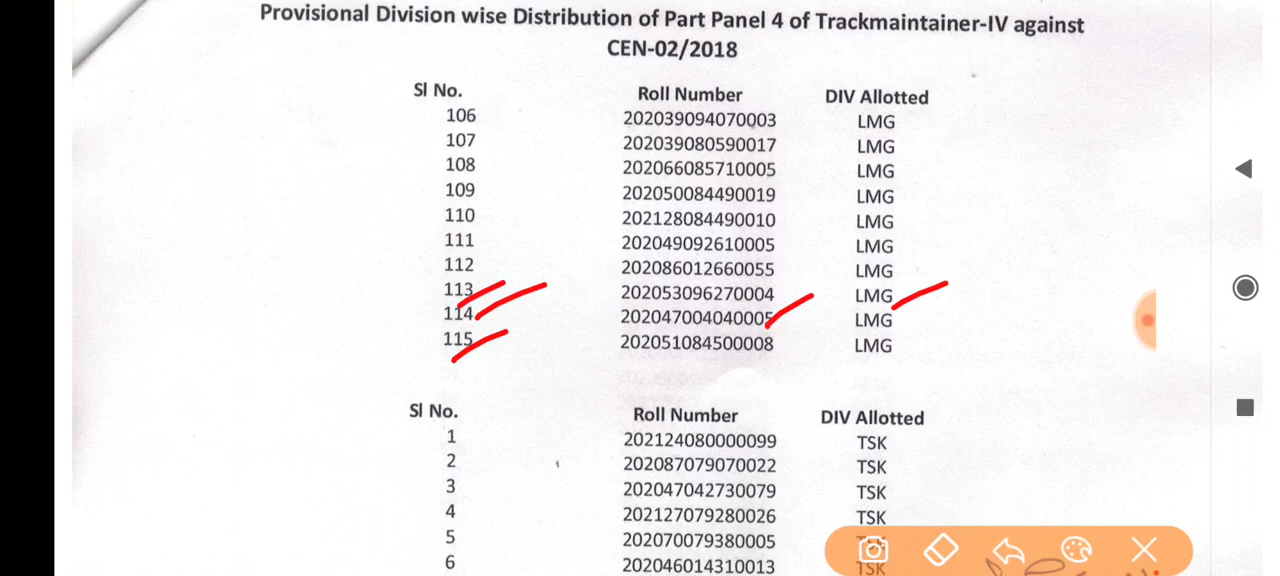 Provisional Division wise Distribution of Part Panel 4 of Trackmaintainer-IV against
CEN-02/2018
Sl No. Roll Number DIV Allotted
106 202039094070003 LMG
107 202039080590017 LMG
108 202066085710005 LMG
109 202050084490019 LMG
110 202128084490010 LMG
111 202049092610005 LMG
112 202086012660055 LMG
113 202053096270004 LMG
114 202047004040005 LMG
115 202051084500008 LMG
Sl No. Roll Number DIV Allotted
1 202124080000099 TSK
2 202087079070022 TSK
3 202047042730079 TSK
4 202127079280026 TSK
5 202070079380005 TSK
6 202046014310013 TSK